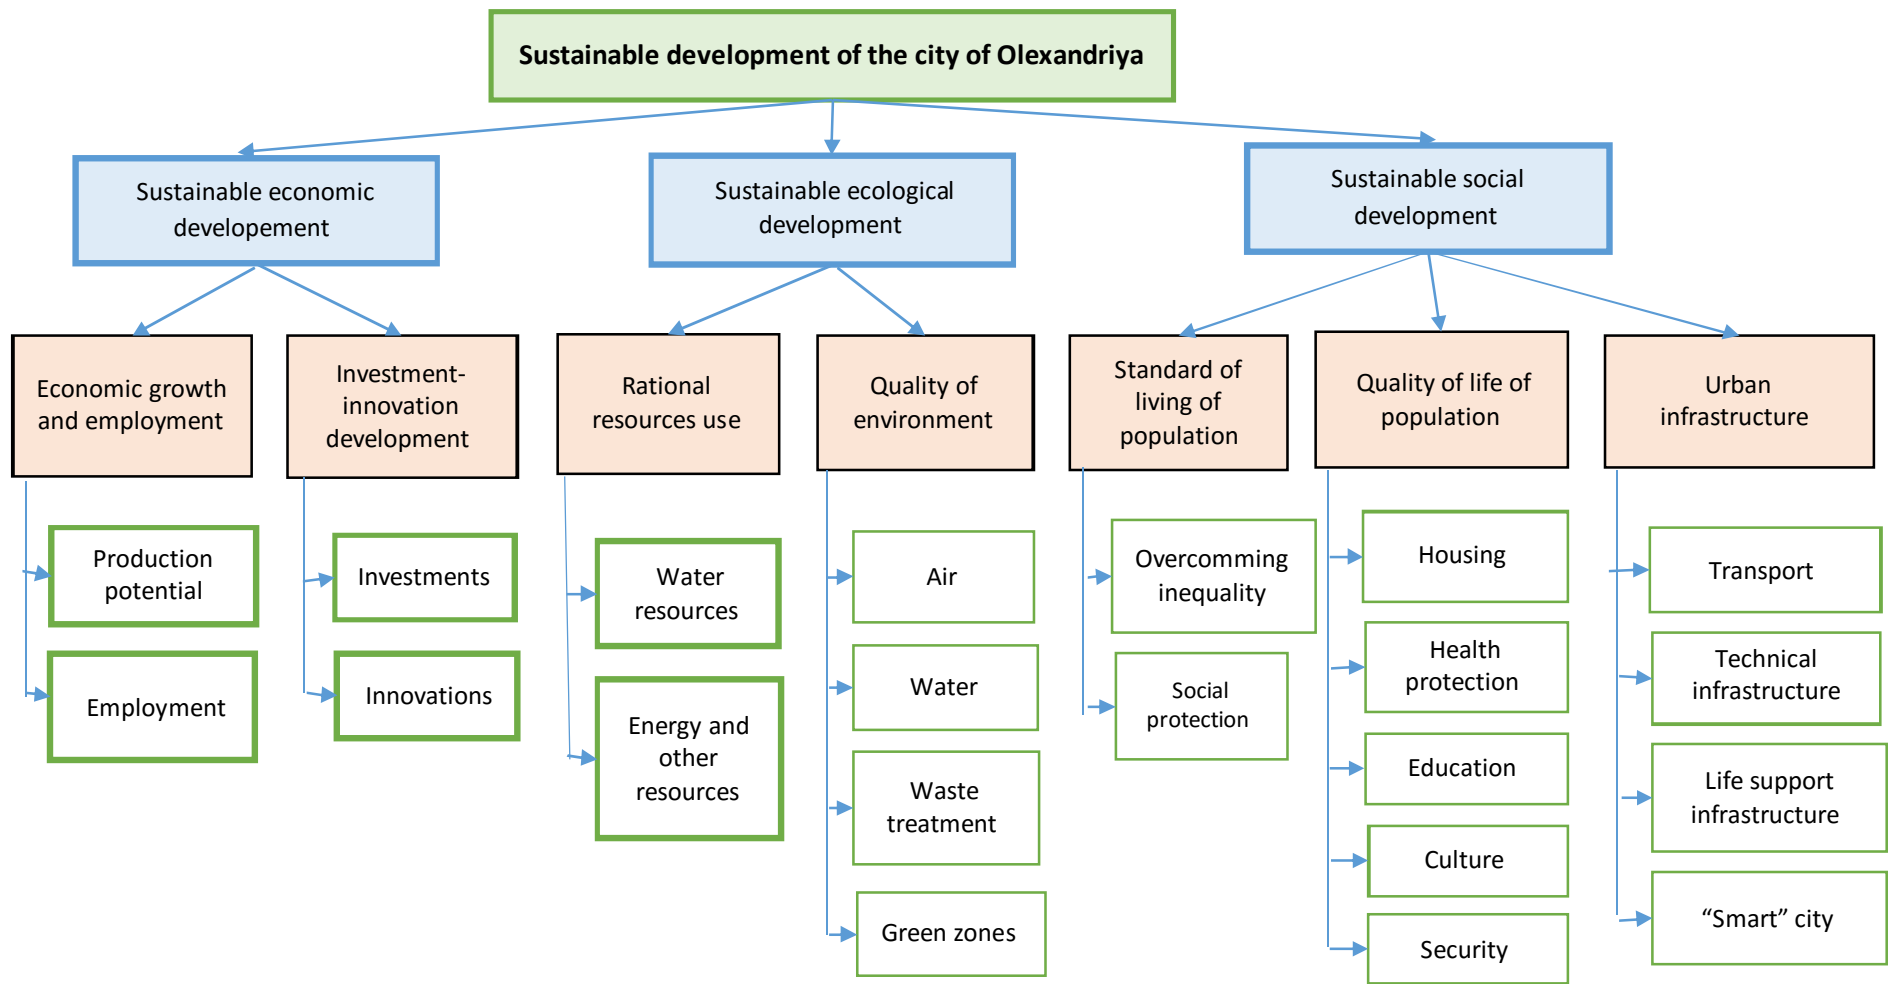 Sustainable development of the city of Olexandriya
Sustainable economic
developement
Sustainable ecological
development
Sustainable social
development
Economic growth
and employment
Investment-
innovation
development
Rational
resources use
Quality of
environment
Standard of
living of
population
Quality of life of
population
Urban
infrastructure
Production
potential
Employment
Investments
Innovations
Water
resources
Energy and
other
resources
Air
Water
Waste
treatment
Green zones
Overcomming
inequality
Social
protection
Housing
Health
protection
Education
Culture
Security
Transport
Technical
infrastructure
Life support
infrastructure
“Smart” city